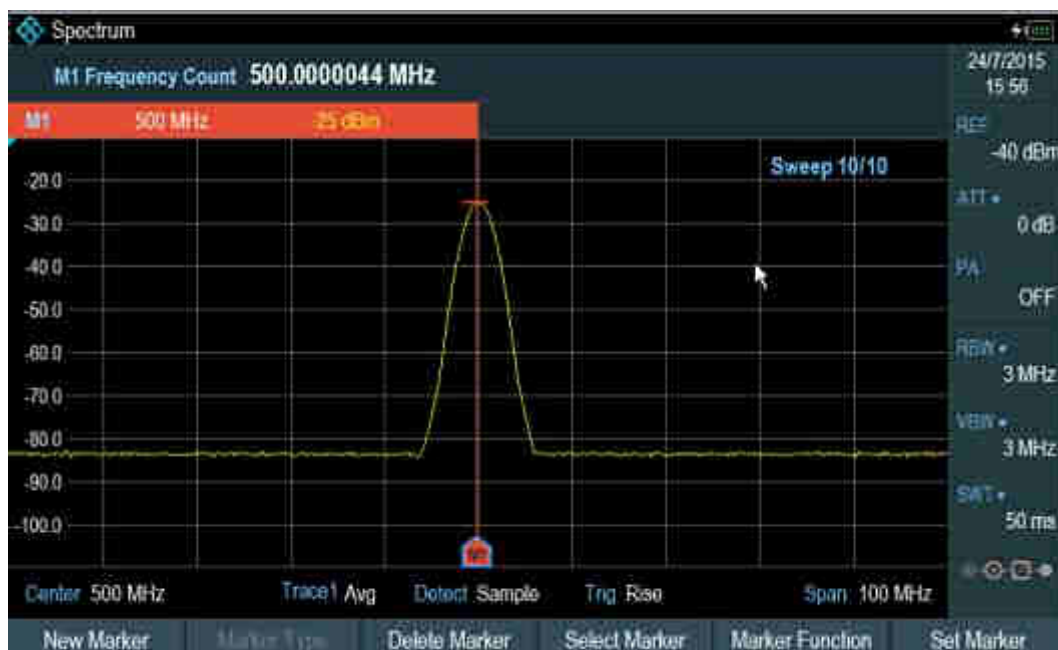 Spectrum
M1 Frequency Count 500.0000044 MHz
24/7/2015
15 56
M1 500 MHz -25 dBm
REF
-40 dBm
Sweep 10/10
-20.0
ATT
0 dB
-30.0
-40 0
PA
OFF
-50.0
-60.0
RBW
3 MHz
-70 0
VBW
3 MHz
-80 0
-90.0
SWT
50 ms
-100.0
M1
Center 500 MHz Trace1 Avg Detect Sample Trig Rise Span 100 MHz
New Marker Marker Type Delete Marker Select Marker Marker Function Set Marker